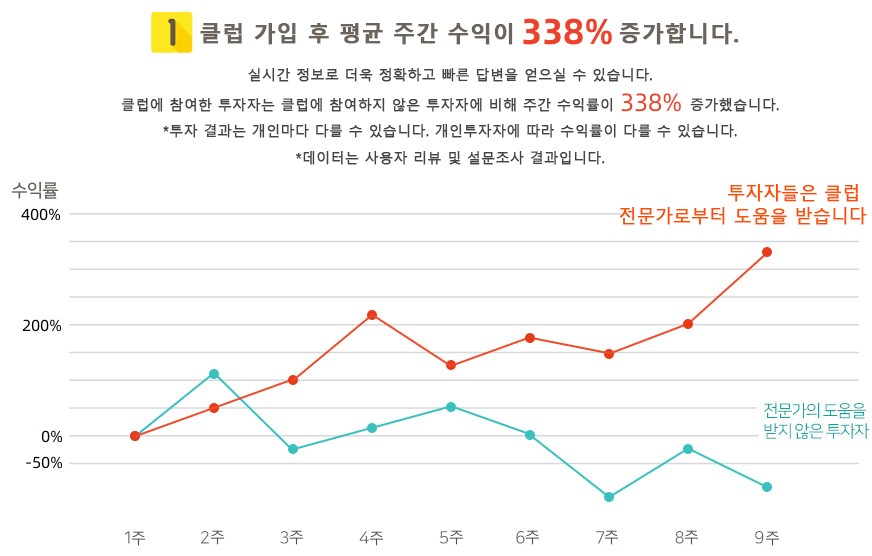 1 클럽 가입 후 평균 주간 수익이 338% 증가합니다.
실시간 정보로 더욱 정확하고 빠른 답변을 얻으실 수 있습니다.
클럽에 참여한 투자자는 클럽에 참여하지 않은 투자자에 비해 주간 수익률이 338% 증가했습니다.
*투자 결과는 개인마다 다를 수 있습니다. 개인투자자에 따라 수익률이 다를 수 있습니다.
*데이터는 사용자 리뷰 및 설문조사 결과입니다.
수익률
투자자들은 클럽
전문가로부터 도움을 받습니다
400%
200%
전문가의 도움을
받지 않은 투자자
0%
-50%
1주 2주 3주 4주 5주 6주 7주 8주 9주